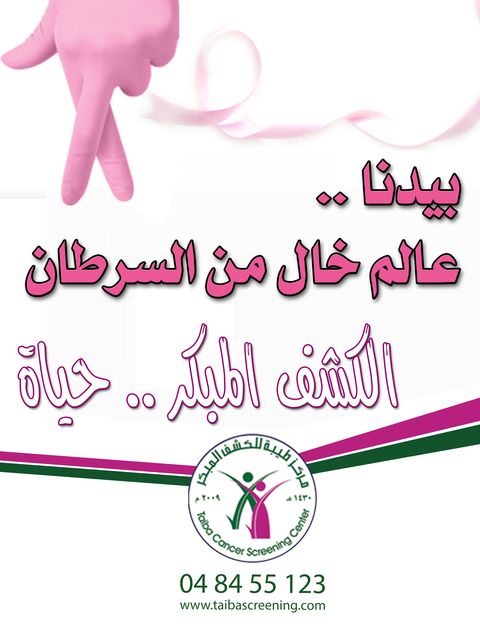 بيدنا ..
عالم خال من السرطان
الكشف المبكر .. حياة
مركز طيبة للكشف المبكر
٢٠٠٩ م
١٤٣٠ هـ
Taiba Cancer Screening Center
04 84 55 123
www.taibascreening.com